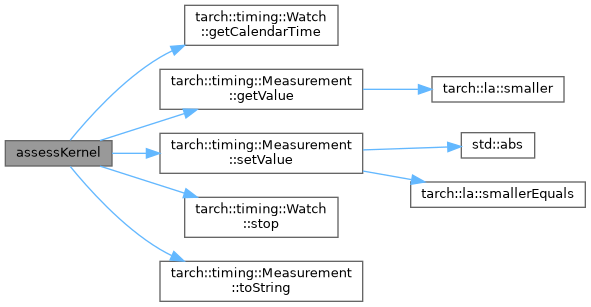 assessKernel
tarch::timing::Watch
::getCalendarTime
tarch::timing::Measurement
::getValue
tarch::la::smaller
tarch::timing::Measurement
::setValue
std::abs
tarch::la::smallerEquals
tarch::timing::Watch
::stop
tarch::timing::Measurement
::toString